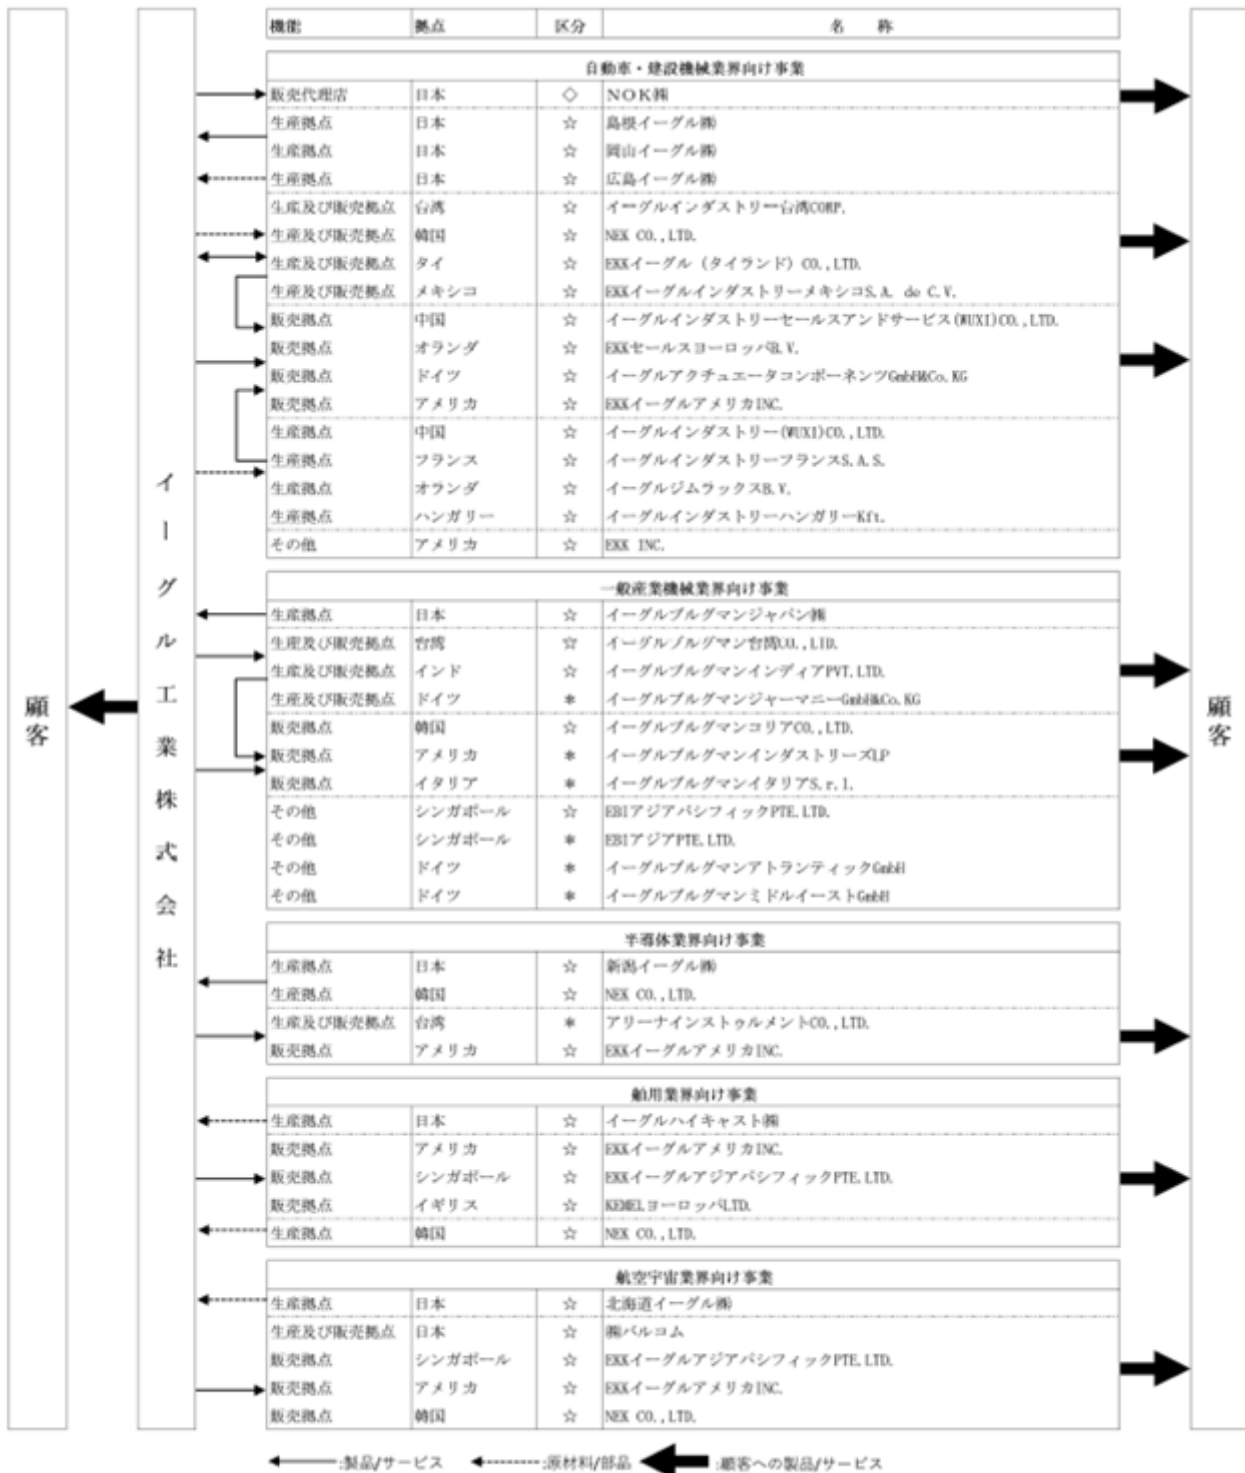 機能 拠点 区分 名 称
自動車・建設機械業界向け事業
販売代理店 日本 ◇ NOK㈱
生産拠点 日本 ☆ 島根イーグル㈱
生産拠点 日本 ☆ 岡山イーグル㈱
生産拠点 日本 ☆ 広島イーグル㈱
生産及び販売拠点 台湾 ☆ イーグルインダストリー台湾CORP.
生産及び販売拠点 韓国 ☆ NEK CO.,LTD.
生産及び販売拠点 タイ ☆ EKKイーグル（タイランド）CO.,LTD.
生産及び販売拠点 メキシコ ☆ EKKイーグルインダストリーメキシコS.A. de C.V.
販売拠点 中国 ☆ イーグルインダストリーセールスアンドサービス(WUXI)CO.,LTD.
販売拠点 オランダ ☆ EKKセールスヨーロッパB.V.
販売拠点 ドイツ ☆ イーグルアクチュエータコンポーネンツGmbH&Co.KG
販売拠点 アメリカ ☆ EKKイーグルアメリカINC.
生産拠点 中国 ☆ イーグルインダストリー(WUXI)CO.,LTD.
生産拠点 フランス ☆ イーグルインダストリーフランスS.A.S.
生産拠点 オランダ ☆ イーグルジムラックスB.V.
生産拠点 ハンガリー ☆ イーグルインダストリーハンガリーKft.
その他 アメリカ ☆ EKK INC.
一般産業機械業界向け事業
生産拠点 日本 ☆ イーグルブルグマンジャパン㈱
生産及び販売拠点 台湾 ☆ イーグルブルグマン台湾CO.,LTD.
生産及び販売拠点 インド ☆ イーグルブルグマンインディアPVT.LTD.
生産及び販売拠点 ドイツ * イーグルブルグマンジャーマニーGmbH&Co.KG
販売拠点 韓国 ☆ イーグルブルグマンコリアCO.,LTD.
販売拠点 アメリカ * イーグルブルグマンインダストリーズLP
販売拠点 イタリア * イーグルブルグマンイタリアS.r.l.
その他 シンガポール ☆ EBIアジアパシフィックPTE.LTD.
その他 シンガポール * EBIアジアPTE.LTD.
その他 ドイツ * イーグルブルグマンアトランティックGmbH
その他 ドイツ * イーグルブルグマンミドルイーストGmbH
半導体業界向け事業
生産拠点 日本 ☆ 新潟イーグル㈱
生産拠点 韓国 ☆ NEK CO.,LTD.
生産及び販売拠点 台湾 * アリーナインストゥルメントCO.,LTD.
販売拠点 アメリカ ☆ EKKイーグルアメリカINC.
舶用業界向け事業
生産拠点 日本 ☆ イーグルハイキャスト㈱
販売拠点 アメリカ ☆ EKKイーグルアメリカINC.
販売拠点 シンガポール ☆ EKKイーグルアジアパシフィックPTE.LTD.
販売拠点 イギリス ☆ KEMELヨーロッパLTD.
生産拠点 韓国 ☆ NEK CO.,LTD.
航空宇宙業界向け事業
生産拠点 日本 ☆ 北海道イーグル㈱
生産及び販売拠点 日本 ☆ ㈱バルコム
販売拠点 シンガポール ☆ EKKイーグルアジアパシフィックPTE.LTD.
販売拠点 アメリカ ☆ EKKイーグルアメリカINC.
販売拠点 韓国 ☆ NEK CO.,LTD.
顧客
イーグル工業株式会社
顧客
:製品/サービス :原材料/部品 :顧客への製品/サービス